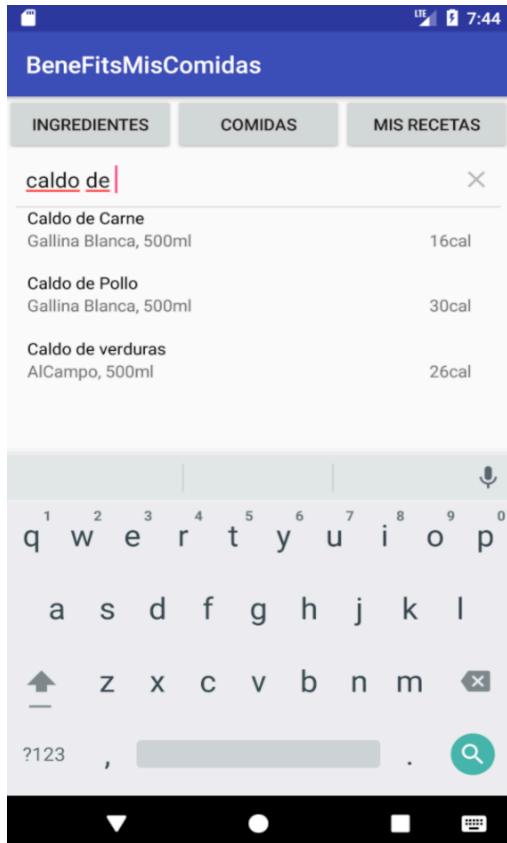 LTE 7:44
BeneFitsMisComidas
INGREDIENTES COMIDAS MIS RECETAS
caldo de
Caldo de Carne
Gallina Blanca, 500ml 16cal
Caldo de Pollo
Gallina Blanca, 500ml 30cal
Caldo de verduras
AlCampo, 500ml 26cal
1 2 3 4 5 6 7 8 9 0
q w e r t y u i o p
a s d f g h j k l
z x c v b n m
?123 , .